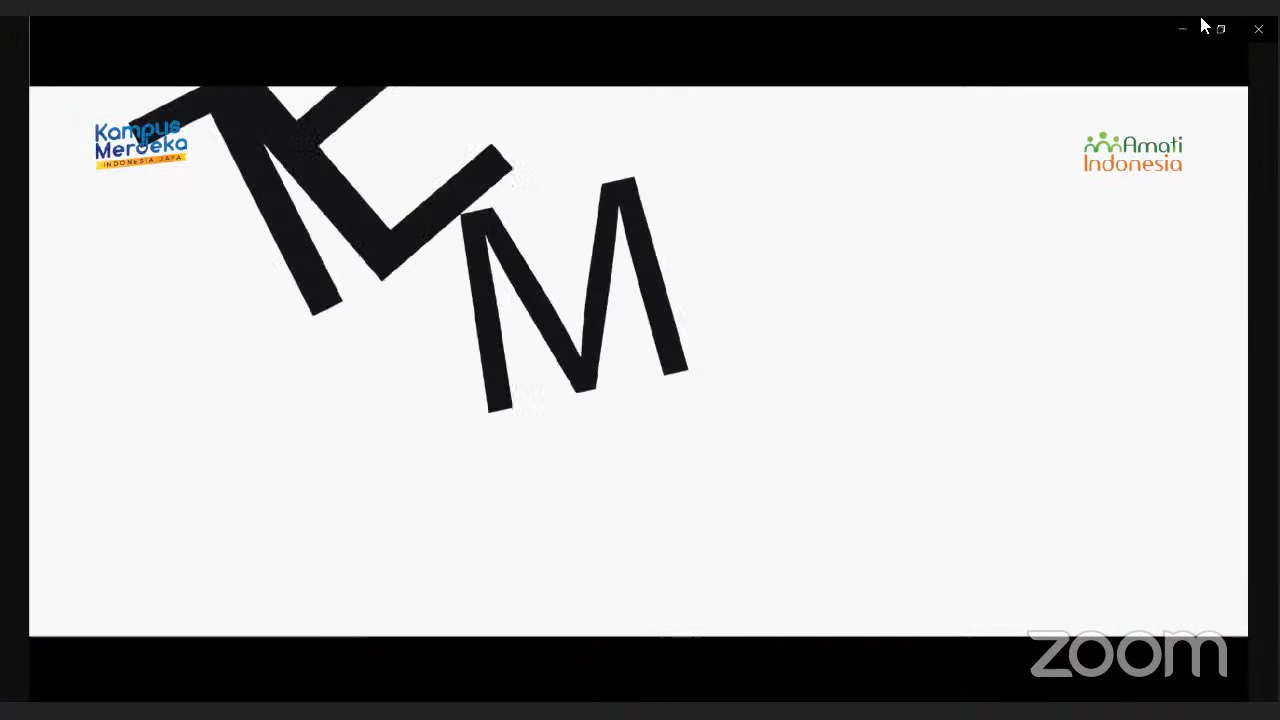 Kampus
Merdeka
INDONESIA JAYA
Amati
Indonesia
T E
M
zoom